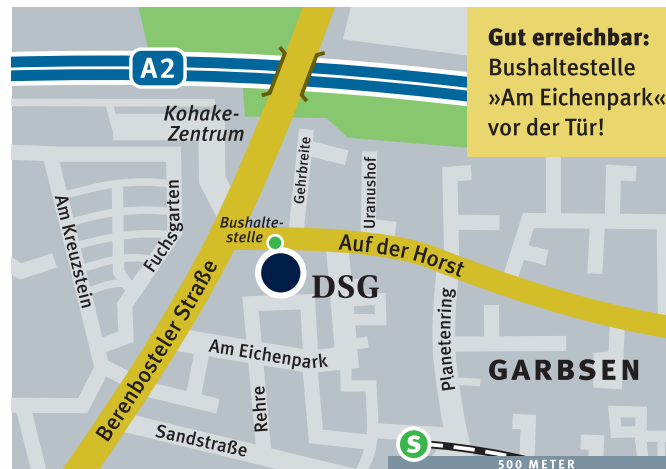 Gut erreichbar:
Bushaltestelle
»Am Eichenpark«
vor der Tür!
A2
Kohake-
Zentrum
Gehrbreite
Uranushof
Am Kreuzstein
Fuchsgarten
Bushalte-
stelle
Auf der Horst
DSG
Berenbosteler Straße
Planetenring
Am Eichenpark
GARBSEN
Rehre
Sandstraße
S
500 METER